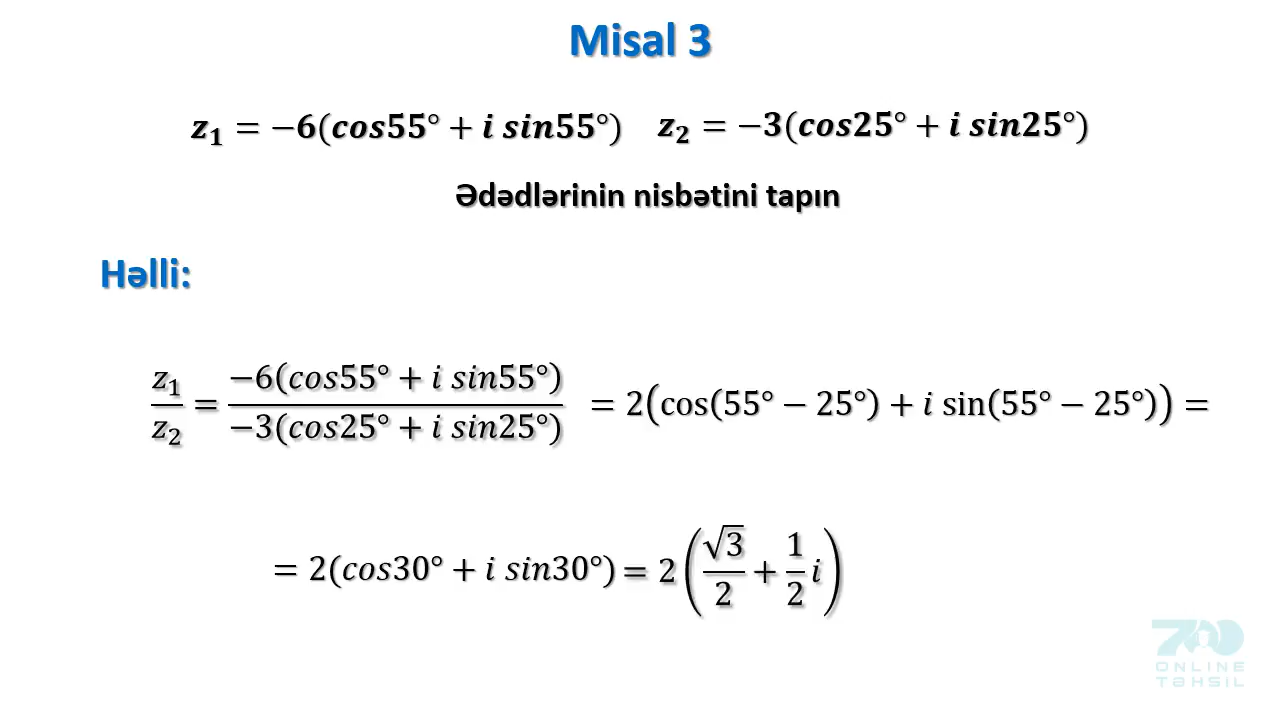 Misal 3
z₁ = −6(cos55° + i sin55°)   z₂ = −3(cos25° + i sin25°)
Ədədlərinin nisbətini tapın
Həlli:
z₁/z₂ = −6(cos55° + i sin55°)/−3(cos25° + i sin25°) = 2(cos(55° − 25°) + i sin(55° − 25°)) =
= 2(cos30° + i sin30°) = 2(√3/2 + 1/2 i)
ONLINE
TƏHSİL